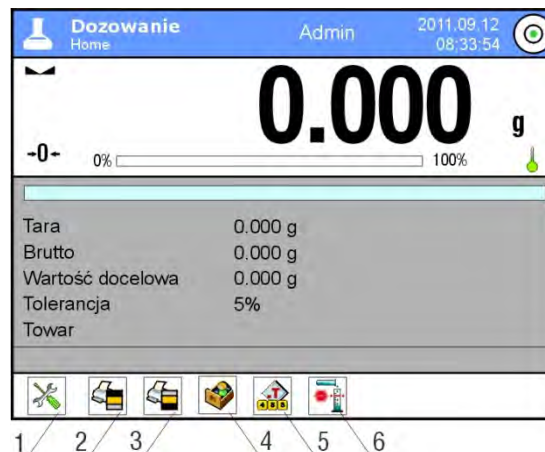 Dozowanie Admin 2011.09.12
Home 08:33:54
0.000 g
→0← 0% 100%
Tara 0.000 g
Brutto 0.000 g
Wartość docelowa 0.000 g
Tolerancja 5%
Towar
1 2 3 4 5 6